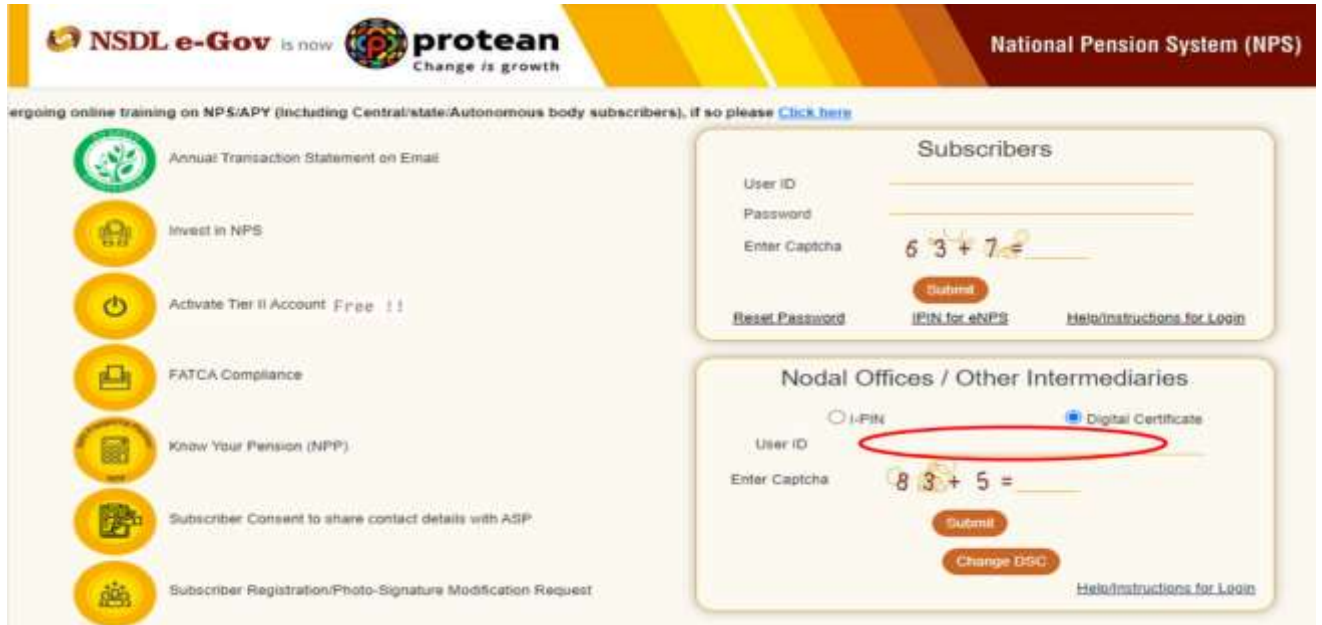 NSDL e-Gov is now protean
Change is growth
National Pension System (NPS)
ergoing online training on NPS/APY (Including Central/state/Autonomous body subscribers), if so please Click here
Annual Transaction Statement on Email
Invest in NPS
Activate Tier II Account Free !!
FATCA Compliance
Know Your Pension (NPP)
Subscriber Consent to share contact details with ASP
Subscriber Registration/Photo-Signature Modification Request
Subscribers
User ID
Password
Enter Captcha 6 3 + 7 =
Submit
Reset Password IPIN for eNPS Help/Instructions for Login
Nodal Offices / Other Intermediaries
I-PIN Digital Certificate
User ID
Enter Captcha 8 3 + 5 =
Submit
Change DSC
Help/Instructions for Login